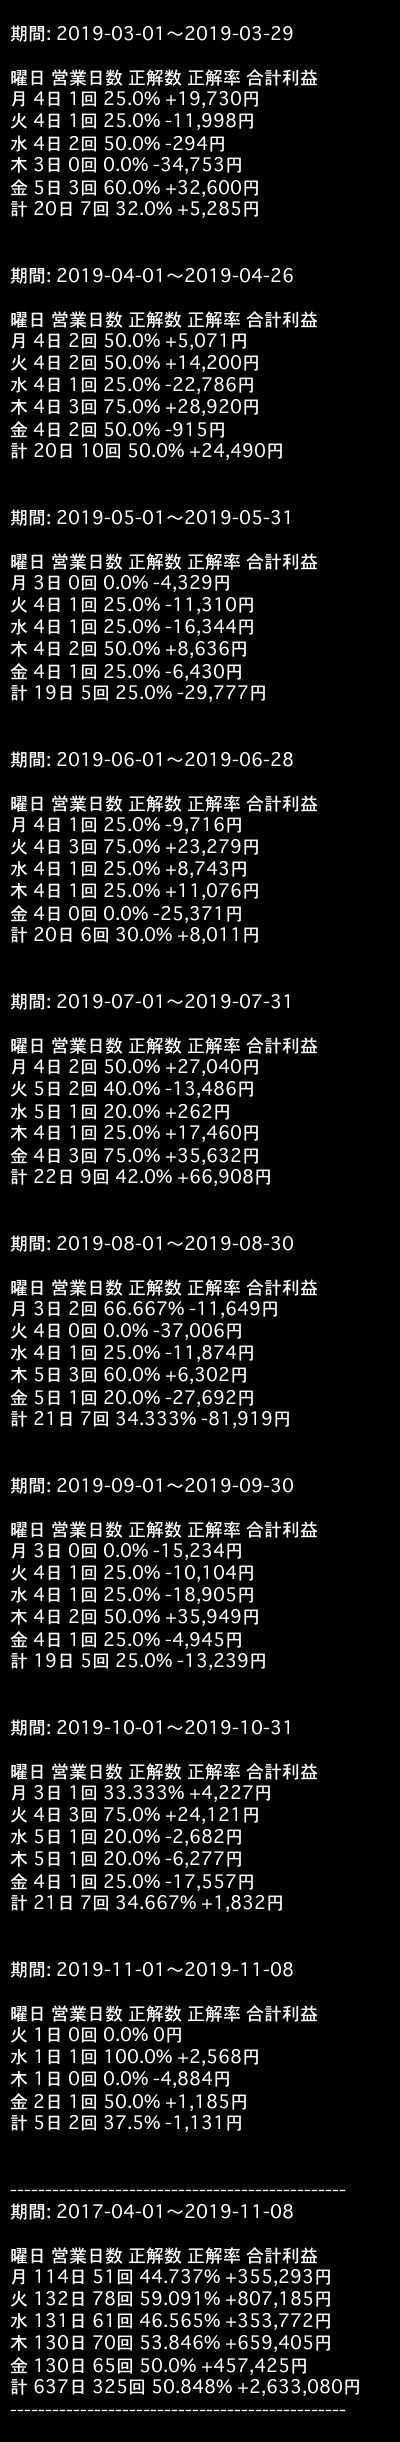 期間: 2019-03-01〜2019-03-29
曜日 営業日数 正解数 正解率 合計利益
月 4日 1回 25.0% +19,730円
火 4日 1回 25.0% -11,998円
水 4日 2回 50.0% -294円
木 3日 0回 0.0% -34,753円
金 5日 3回 60.0% +32,600円
計 20日 7回 32.0% +5,285円
期間: 2019-04-01〜2019-04-26
曜日 営業日数 正解数 正解率 合計利益
月 4日 2回 50.0% +5,071円
火 4日 2回 50.0% +14,200円
水 4日 1回 25.0% -22,786円
木 4日 3回 75.0% +28,920円
金 4日 2回 50.0% -915円
計 20日 10回 50.0% +24,490円
期間: 2019-05-01〜2019-05-31
曜日 営業日数 正解数 正解率 合計利益
月 3日 0回 0.0% -4,329円
火 4日 1回 25.0% -11,310円
水 4日 1回 25.0% -16,344円
木 4日 2回 50.0% +8,636円
金 4日 1回 25.0% -6,430円
計 19日 5回 25.0% -29,777円
期間: 2019-06-01〜2019-06-28
曜日 営業日数 正解数 正解率 合計利益
月 4日 1回 25.0% -9,716円
火 4日 3回 75.0% +23,279円
水 4日 1回 25.0% +8,743円
木 4日 1回 25.0% +11,076円
金 4日 0回 0.0% -25,371円
計 20日 6回 30.0% +8,011円
期間: 2019-07-01〜2019-07-31
曜日 営業日数 正解数 正解率 合計利益
月 4日 2回 50.0% +27,040円
火 5日 2回 40.0% -13,486円
水 5日 1回 20.0% +262円
木 4日 1回 25.0% +17,460円
金 4日 3回 75.0% +35,632円
計 22日 9回 42.0% +66,908円
期間: 2019-08-01〜2019-08-30
曜日 営業日数 正解数 正解率 合計利益
月 3日 2回 66.667% -11,649円
火 4日 0回 0.0% -37,006円
水 4日 1回 25.0% -11,874円
木 5日 3回 60.0% +6,302円
金 5日 1回 20.0% -27,692円
計 21日 7回 34.333% -81,919円
期間: 2019-09-01〜2019-09-30
曜日 営業日数 正解数 正解率 合計利益
月 3日 0回 0.0% -15,234円
火 4日 1回 25.0% -10,104円
水 4日 1回 25.0% -18,905円
木 4日 2回 50.0% +35,949円
金 4日 1回 25.0% -4,945円
計 19日 5回 25.0% -13,239円
期間: 2019-10-01〜2019-10-31
曜日 営業日数 正解数 正解率 合計利益
月 3日 1回 33.333% +4,227円
火 4日 3回 75.0% +24,121円
水 5日 1回 20.0% -2,682円
木 5日 1回 20.0% -6,277円
金 4日 1回 25.0% -17,557円
計 21日 7回 34.667% +1,832円
期間: 2019-11-01〜2019-11-08
曜日 営業日数 正解数 正解率 合計利益
火 1日 0回 0.0% 0円
水 1日 1回 100.0% +2,568円
木 1日 0回 0.0% -4,884円
金 2日 1回 50.0% +1,185円
計 5日 2回 37.5% -1,131円
------------------------------------------------
期間: 2017-04-01〜2019-11-08
曜日 営業日数 正解数 正解率 合計利益
月 114日 51回 44.737% +355,293円
火 132日 78回 59.091% +807,185円
水 131日 61回 46.565% +353,772円
木 130日 70回 53.846% +659,405円
金 130日 65回 50.0% +457,425円
計 637日 325回 50.848% +2,633,080円
------------------------------------------------